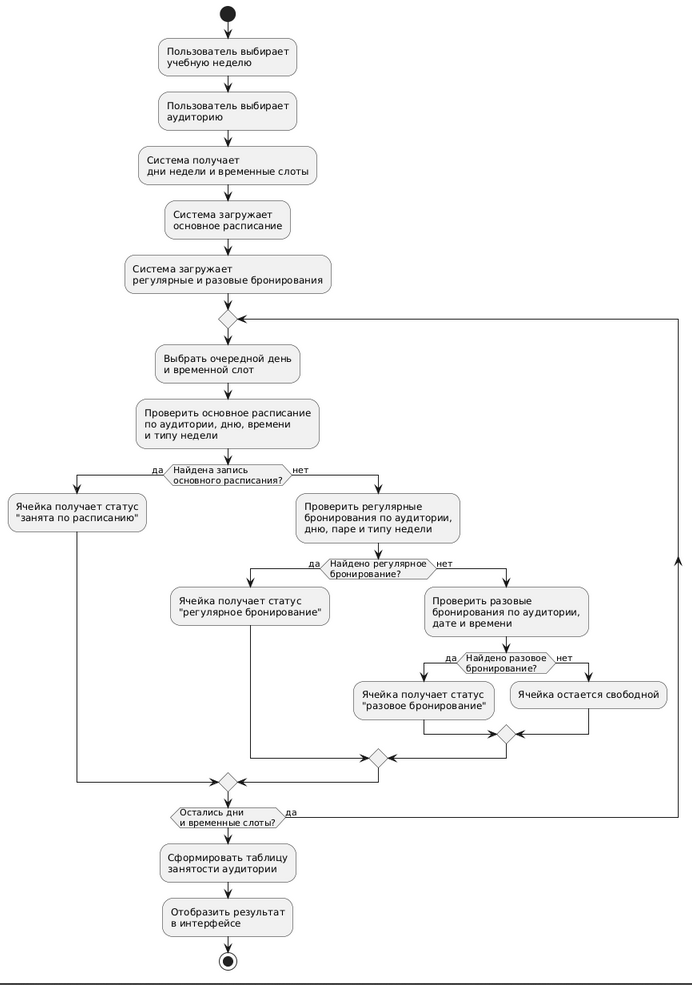 Пользователь выбирает
учебную неделю
Пользователь выбирает
аудиторию
Система получает
дни недели и временные слоты
Система загружает
основное расписание
Система загружает
регулярные и разовые бронирования
Выбрать очередной день
и временной слот
Проверить основное расписание
по аудитории, дню, времени
и типу недели
да
Найдена запись
основного расписания?
нет
Ячейка получает статус
"занята по расписанию"
Проверить регулярные
бронирования по аудитории,
дню, паре и типу недели
да
Найдено регулярное
бронирование?
нет
Ячейка получает статус
"регулярное бронирование"
Проверить разовые
бронирования по аудитории,
дате и времени
да
Найдено разовое
бронирование?
нет
Ячейка получает статус
"разовое бронирование"
Ячейка остается свободной
Остались дни
и временные слоты?
да
Сформировать таблицу
занятости аудитории
Отобразить результат
в интерфейсе